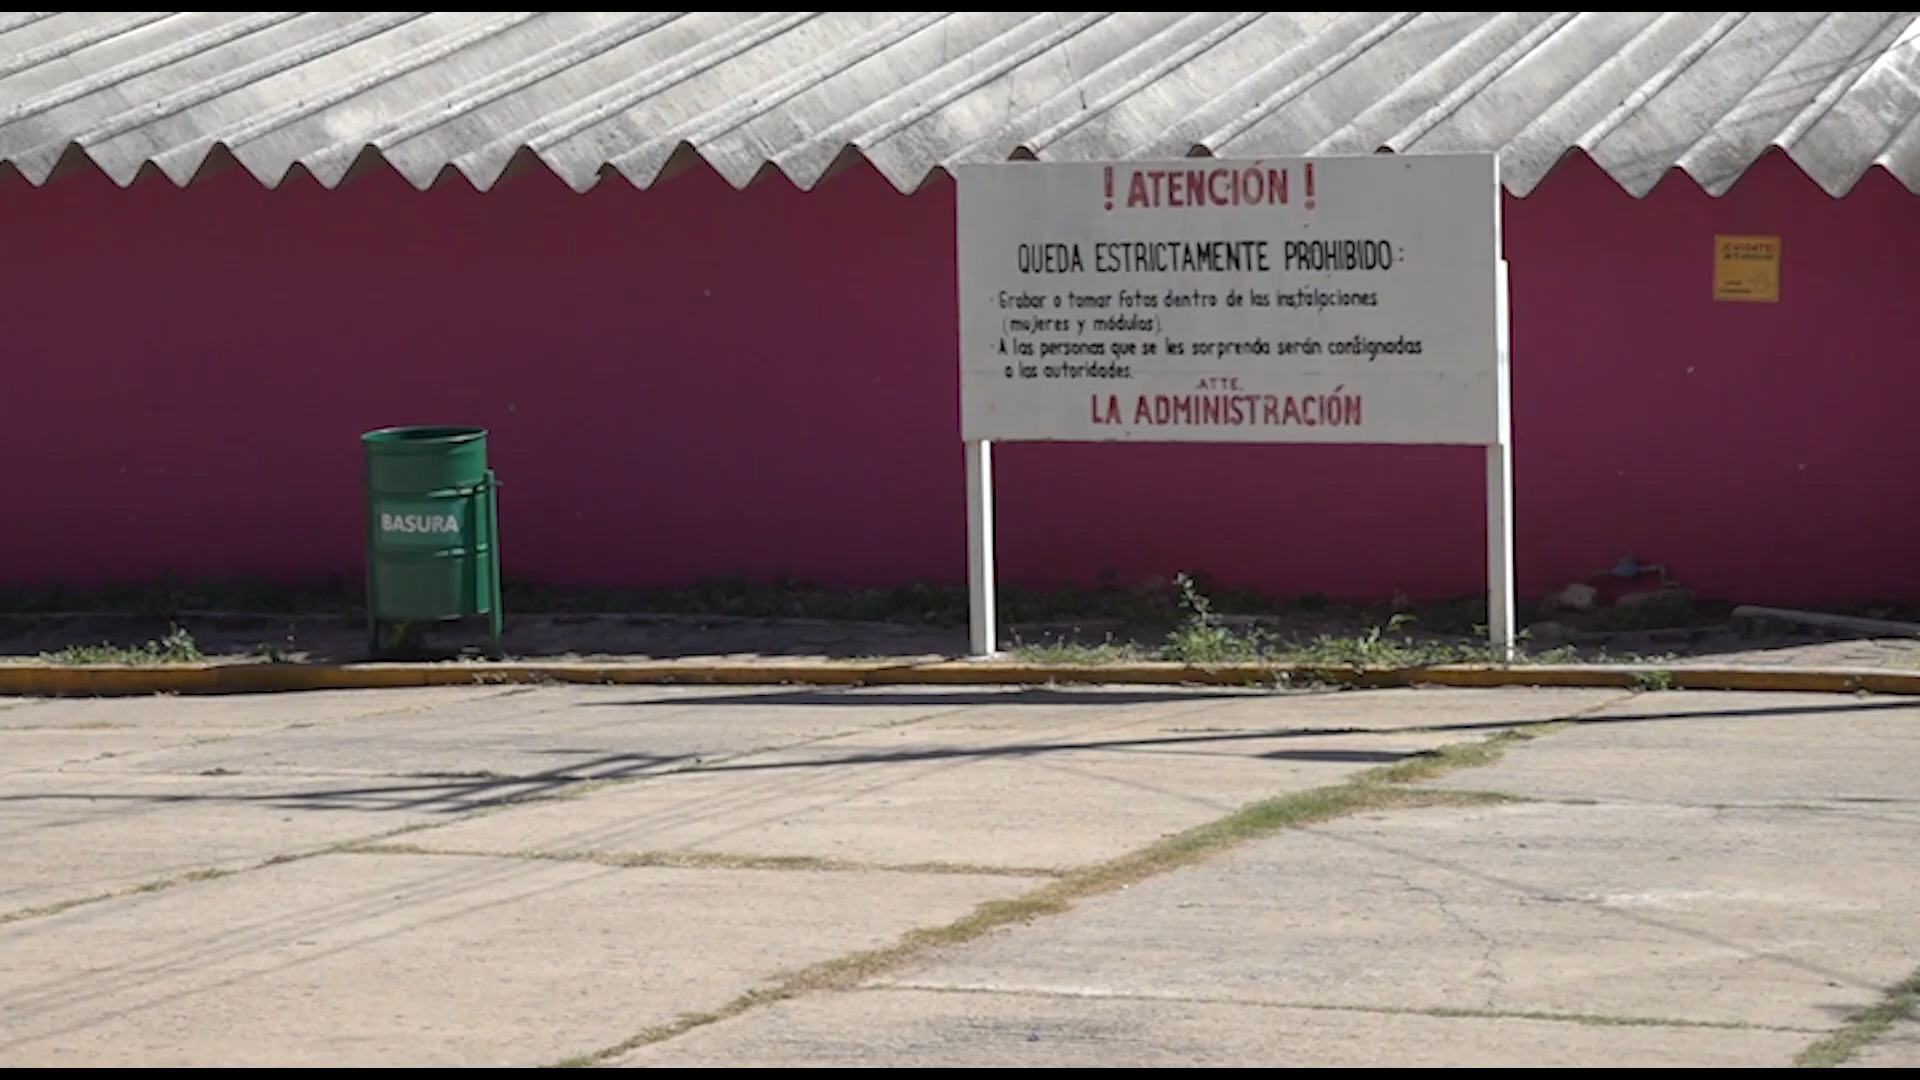 ! ATENCIÓN !
QUEDA ESTRICTAMENTE PROHIBIDO:
· Grabar o tomar fotos dentro de las instalaciones
(mujeres y módulos).
· A las personas que se les sorprenda serán consignadas
a las autoridades.
ATTE.
LA ADMINISTRACIÓN
BASURA
¡CUIDATE!